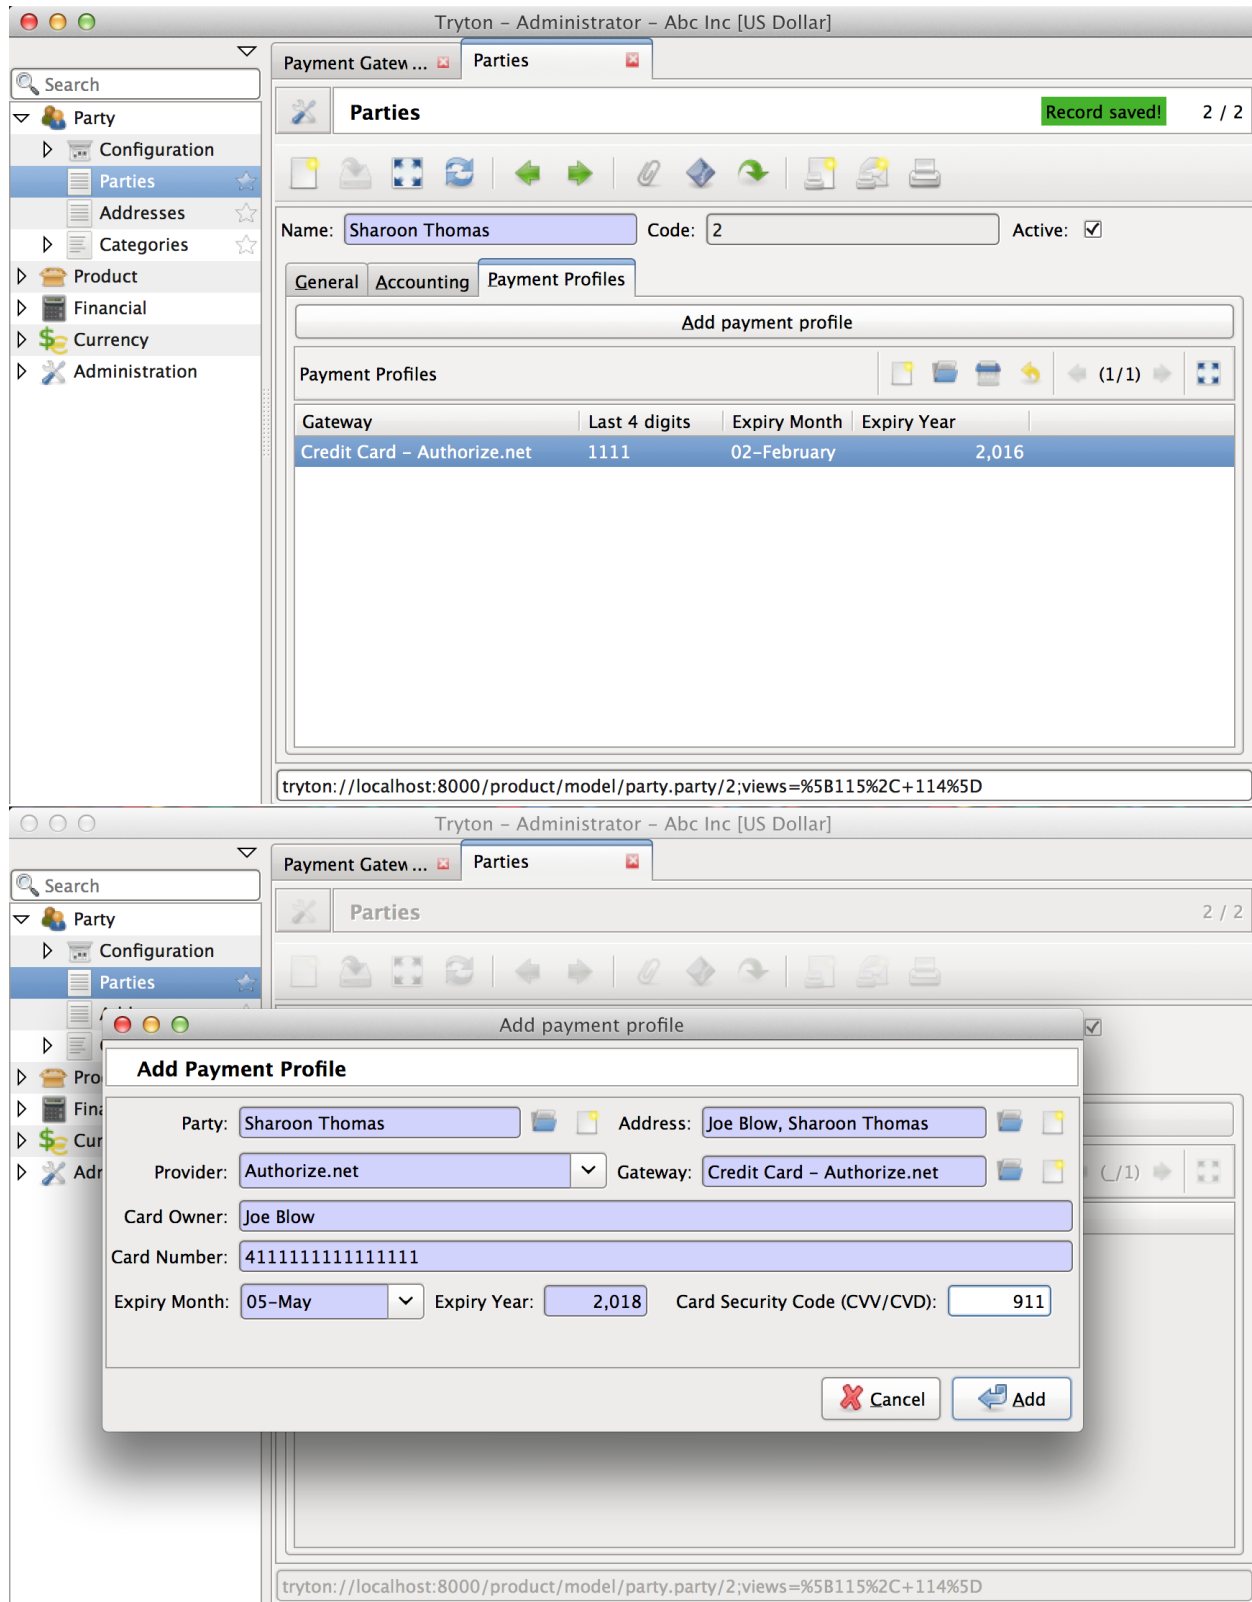 Tryton – Administrator – Abc Inc [US Dollar]
Payment Gatew ... Parties
Search
Parties Record saved! 2 / 2
Party
Configuration
Parties
Addresses
Categories
Product
Financial
Currency
Administration
Name: Sharoon Thomas Code: 2 Active:
General Accounting Payment Profiles
Add payment profile
Payment Profiles (1/1)
Gateway Last 4 digits Expiry Month Expiry Year
Credit Card – Authorize.net 1111 02-February 2,016
tryton://localhost:8000/product/model/party.party/2;views=%5B115%2C+114%5D
Tryton – Administrator – Abc Inc [US Dollar]
Payment Gatew ... Parties
Search
Parties 2 / 2
Party
Configuration
Parties
Pro
Fina
Cur
Adr
(_/1)
Add payment profile
Add Payment Profile
Party: Sharoon Thomas Address: Joe Blow, Sharoon Thomas
Provider: Authorize.net Gateway: Credit Card – Authorize.net
Card Owner: Joe Blow
Card Number: 4111111111111111
Expiry Month: 05-May Expiry Year: 2,018 Card Security Code (CVV/CVD): 911
Cancel Add
tryton://localhost:8000/product/model/party.party/2;views=%5B115%2C+114%5D